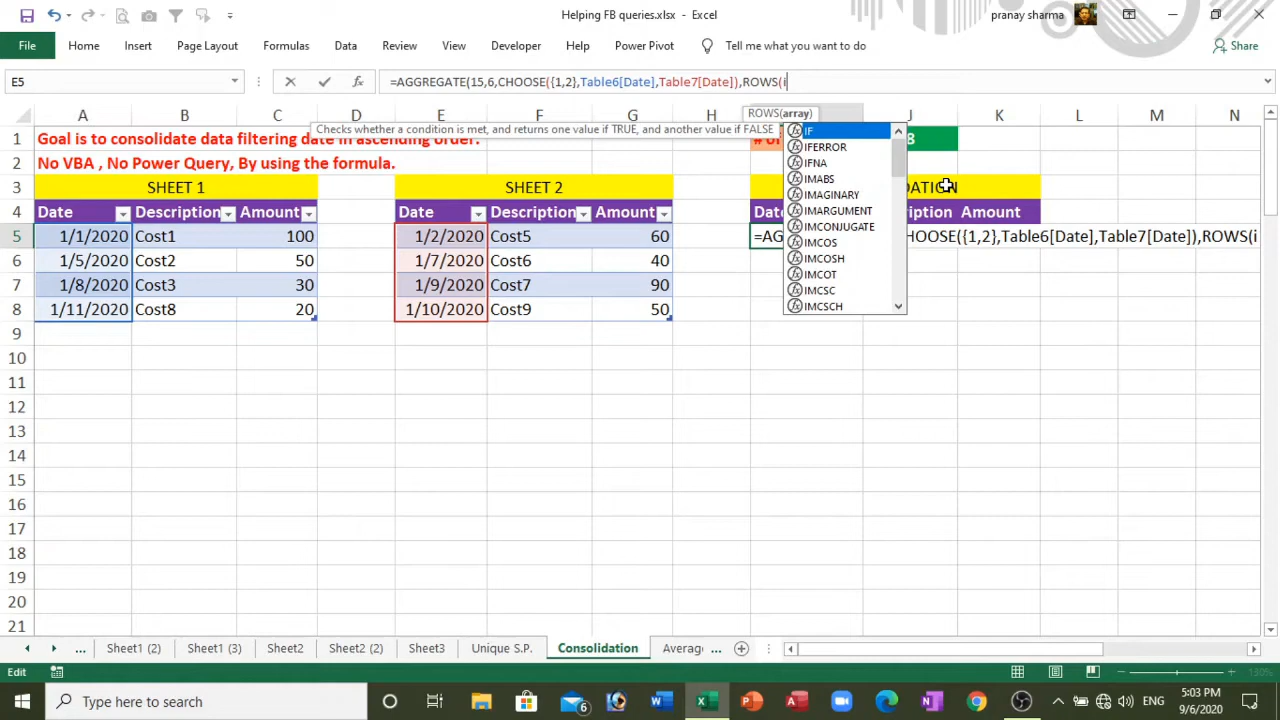 Helping FB queries.xlsx - Excel
pranay sharma
File Home Insert Page Layout Formulas Data Review View Developer Help Power Pivot Tell me what you want to do Share
E5 fx =AGGREGATE(15,6,CHOOSE({1,2},Table6[Date],Table7[Date]),ROWS(i
ROWS(array)
A B C D E F G H J K L M N
Checks whether a condition is met, and returns one value if TRUE, and another value if FALSE
1 Goal is to consolidate data filtering date in ascending order.
2 No VBA , No Power Query, By using the formula.
3 SHEET 1 SHEET 2
4 Date Description Amount Date Description Amount Amount
5 1/1/2020 Cost1 100 1/2/2020 Cost5 60 =AG HOOSE({1,2},Table6[Date],Table7[Date]),ROWS(i
6 1/5/2020 Cost2 50 1/7/2020 Cost6 40
7 1/8/2020 Cost3 30 1/9/2020 Cost7 90
8 1/11/2020 Cost8 20 1/10/2020 Cost9 50
9
10
11
12
13
14
15
16
17
18
19
20
21
IF
IFERROR
IFNA
IMABS
IMAGINARY
IMARGUMENT
IMCONJUGATE
IMCOS
IMCOSH
IMCOT
IMCSC
IMCSCH
... Sheet1 (2) Sheet1 (3) Sheet2 Sheet2 (2) Sheet3 Unique S.P. Consolidation Average ...
Edit 130%
Type here to search 6 ENG 5:03 PM
9/6/2020